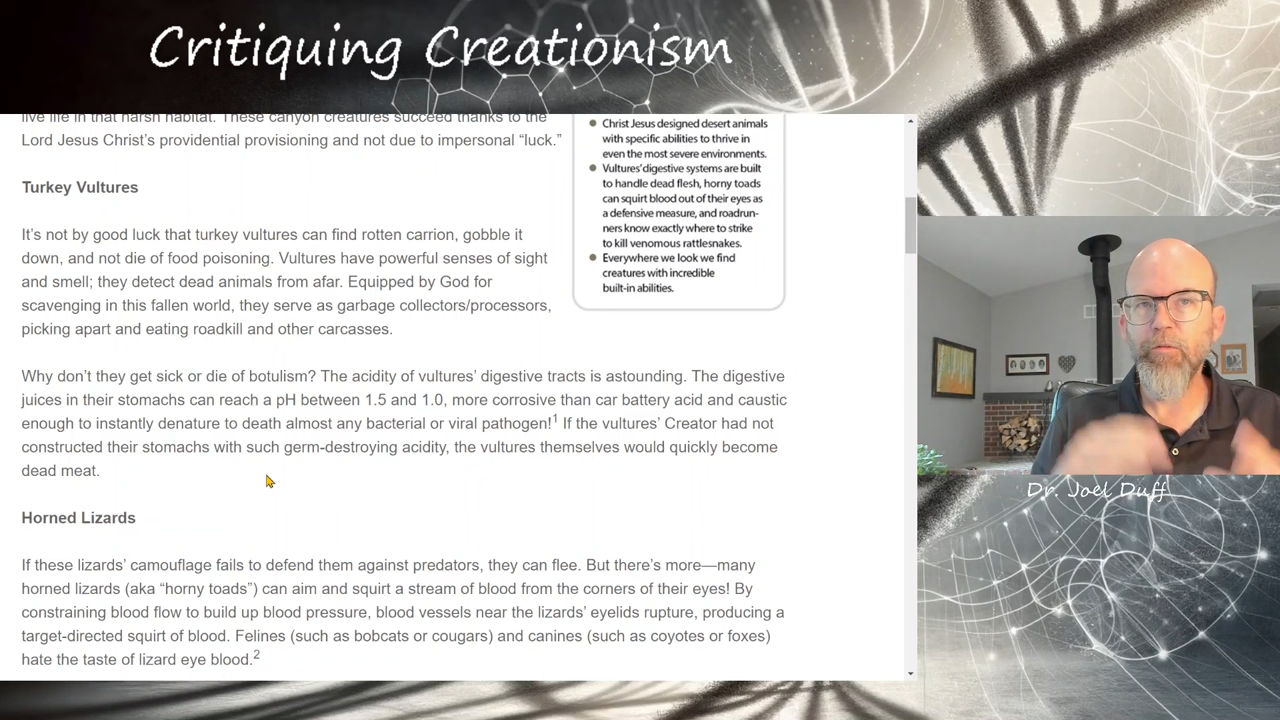 Critiquing Creationism
live life in that harsh habitat. These canyon creatures succeed thanks to the
Lord Jesus Christ’s providential provisioning and not due to impersonal “luck.”
Turkey Vultures
It’s not by good luck that turkey vultures can find rotten carrion, gobble it
down, and not die of food poisoning. Vultures have powerful senses of sight
and smell; they detect dead animals from afar. Equipped by God for
scavenging in this fallen world, they serve as garbage collectors/processors,
picking apart and eating roadkill and other carcasses.
Christ Jesus designed desert animals
with specific abilities to thrive in
even the most severe environments.
Vultures’ digestive systems are built
to handle dead flesh, horny toads
can squirt blood out of their eyes as
a defensive measure, and roadrun-
ners know exactly where to strike
to kill venomous rattlesnakes.
Everywhere we look we find
creatures with incredible
built-in abilities.
Why don’t they get sick or die of botulism? The acidity of vultures’ digestive tracts is astounding. The digestive
juices in their stomachs can reach a pH between 1.5 and 1.0, more corrosive than car battery acid and caustic
enough to instantly denature to death almost any bacterial or viral pathogen!1 If the vultures’ Creator had not
constructed their stomachs with such germ-destroying acidity, the vultures themselves would quickly become
dead meat.
Horned Lizards
If these lizards’ camouflage fails to defend them against predators, they can flee. But there’s more—many
horned lizards (aka “horny toads”) can aim and squirt a stream of blood from the corners of their eyes! By
constraining blood flow to build up blood pressure, blood vessels near the lizards’ eyelids rupture, producing a
target-directed squirt of blood. Felines (such as bobcats or cougars) and canines (such as coyotes or foxes)
hate the taste of lizard eye blood.2
Dr. Joel Duff